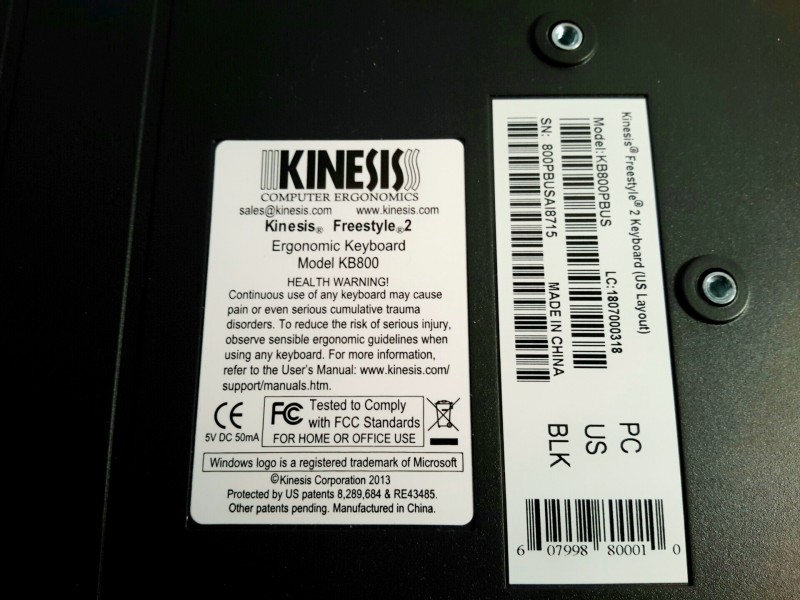 KINESIS
COMPUTER ERGONOMICS
sales@kinesis.com www.kinesis.com
Kinesis® Freestyle®2
Ergonomic Keyboard
Model KB800
HEALTH WARNING!
Continuous use of any keyboard may cause
pain or even serious cumulative trauma
disorders. To reduce the risk of serious injury,
observe sensible ergonomic guidelines when
using any keyboard. For more information,
refer to the User's Manual: www.kinesis.com/
support/manuals.htm.
CE
5V DC 50mA
FC
Tested to Comply
with FCC Standards
FOR HOME OR OFFICE USE
Windows logo is a registered trademark of Microsoft
©Kinesis Corporation 2013
Protected by US patents 8,289,684 & RE43485.
Other patents pending. Manufactured in China.
Kinesis® Freestyle®2 Keyboard (US Layout)
Model:KB800PBUS
LC:1807000318
SN: 800PBUSAI8715
MADE IN CHINA
PC
US
BLK
6 07998 80001 0